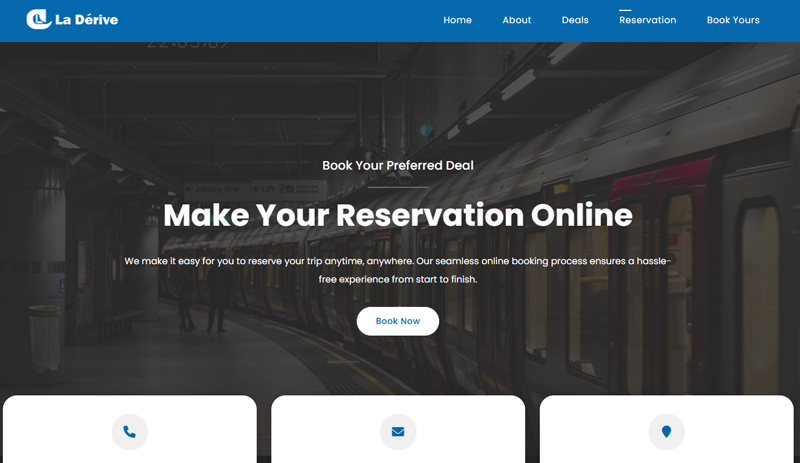 La Dérive
Home About Deals Reservation Book Yours
Book Your Preferred Deal
Make Your Reservation Online
We make it easy for you to reserve your trip anytime, anywhere. Our seamless online booking process ensures a hassle-
free experience from start to finish.
Book Now